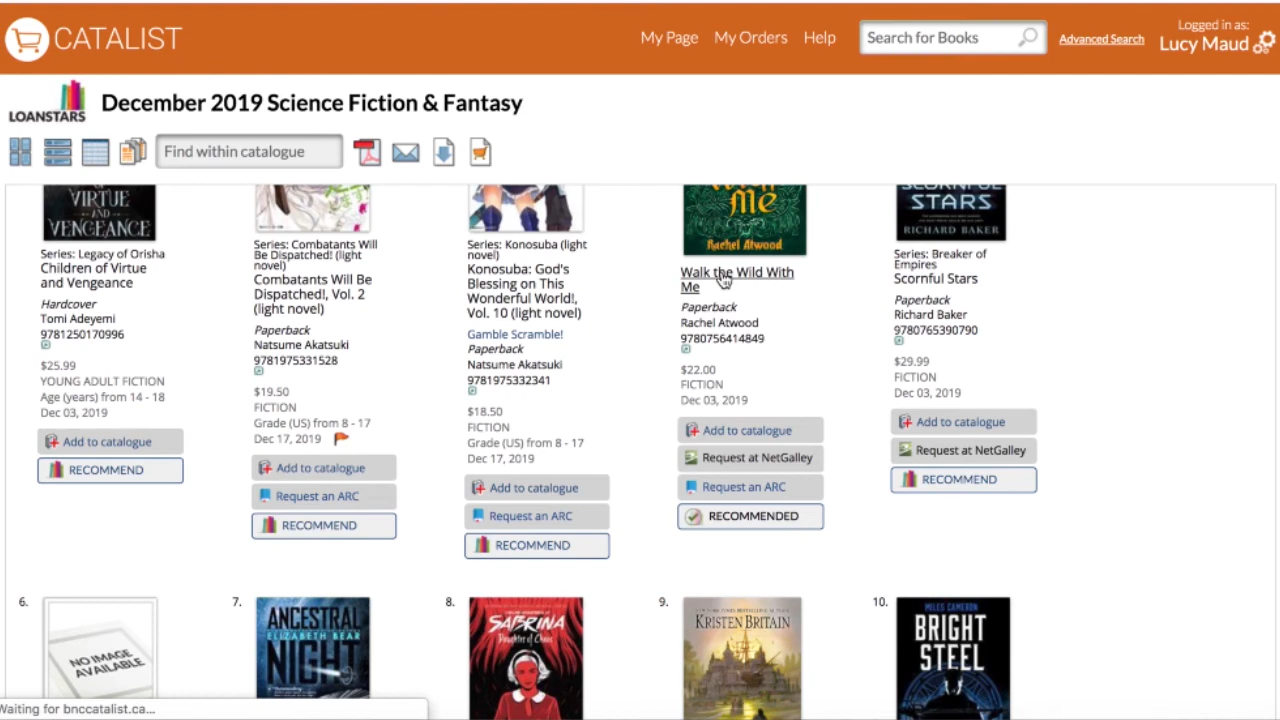 CATALIST
My Page
My Orders
Help
Search for Books
Advanced Search
Logged in as:
Lucy Maud
LOANSTARS
December 2019 Science Fiction & Fantasy
Find within catalogue
VIRTUE
AND
VENGEANCE
Series: Legacy of Orisha
Children of Virtue
and Vengeance
Hardcover
Tomi Adeyemi
9781250170996
$25.99
YOUNG ADULT FICTION
Age (years) from 14 - 18
Dec 03, 2019
Add to catalogue
RECOMMEND
Series: Combatants Will
Be Dispatched! (light
novel)
Combatants Will Be
Dispatched!, Vol. 2
(light novel)
Paperback
Natsume Akatsuki
9781975331528
$19.50
FICTION
Grade (US) from 8 - 17
Dec 17, 2019
Add to catalogue
Request an ARC
RECOMMEND
Series: Konosuba (light
novel)
Konosuba: God's
Blessing on This
Wonderful World!,
Vol. 10 (light novel)
Gamble Scramble!
Paperback
Natsume Akatsuki
9781975332341
$18.50
FICTION
Grade (US) from 8 - 17
Dec 17, 2019
Add to catalogue
Request an ARC
RECOMMEND
Me
Rachel Atwood
Walk the Wild With
Me
Paperback
Rachel Atwood
9780756414849
$22.00
FICTION
Dec 03, 2019
Add to catalogue
Request at NetGalley
Request an ARC
RECOMMENDED
SCORNFUL
STARS
RICHARD BAKER
Series: Breaker of
Empires
Scornful Stars
Paperback
Richard Baker
9780765390790
$29.99
FICTION
Dec 03, 2019
Add to catalogue
Request at NetGalley
RECOMMEND
6.
NO IMAGE
AVAILABLE
7.
ANCESTRAL
ELIZABETH BEAR
NIGHT
8.
SABRINA
Daughter of Chaos
9.
KRISTEN BRITAIN
10.
MILES CAMERON
BRIGHT
STEEL
Waiting for bnccatalist.ca...